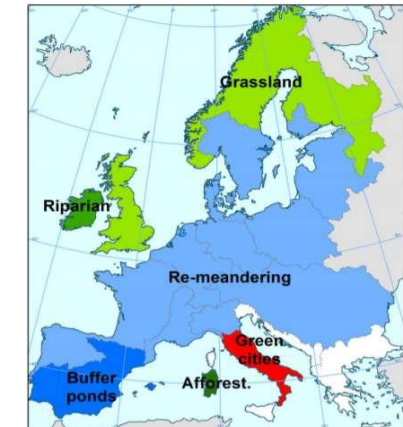 Grassland
Riparian
Re-meandering
Green
cities
Buffer
ponds
Afforest.